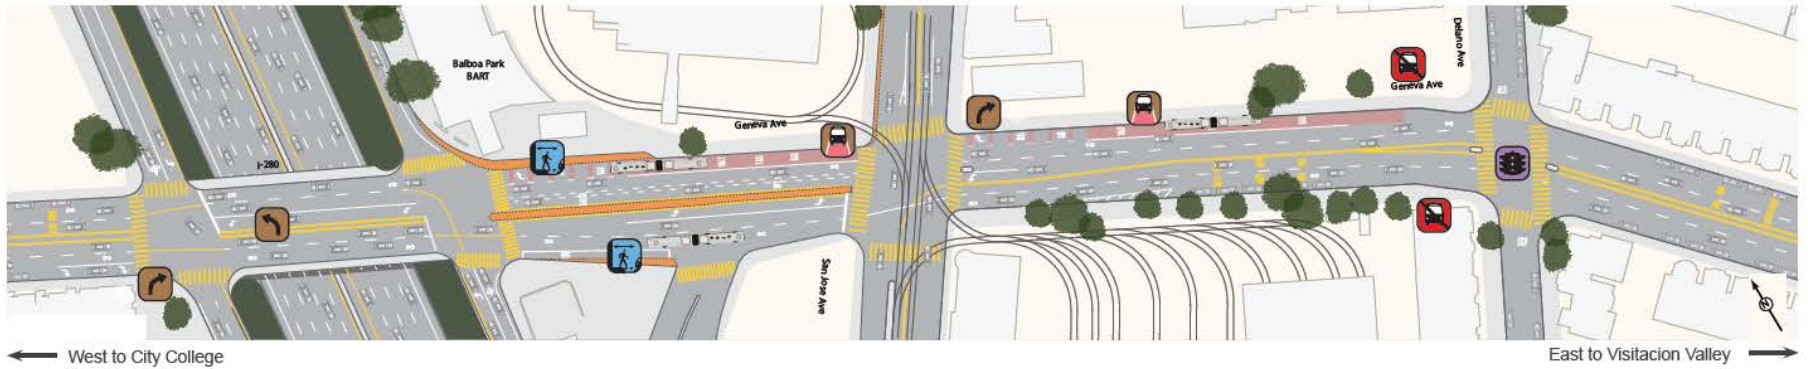 Balboa Park
BART
I-280
Geneva Ave
San Jose Ave
Geneva Ave
Delano Ave
N
West to City College
East to Visitacion Valley